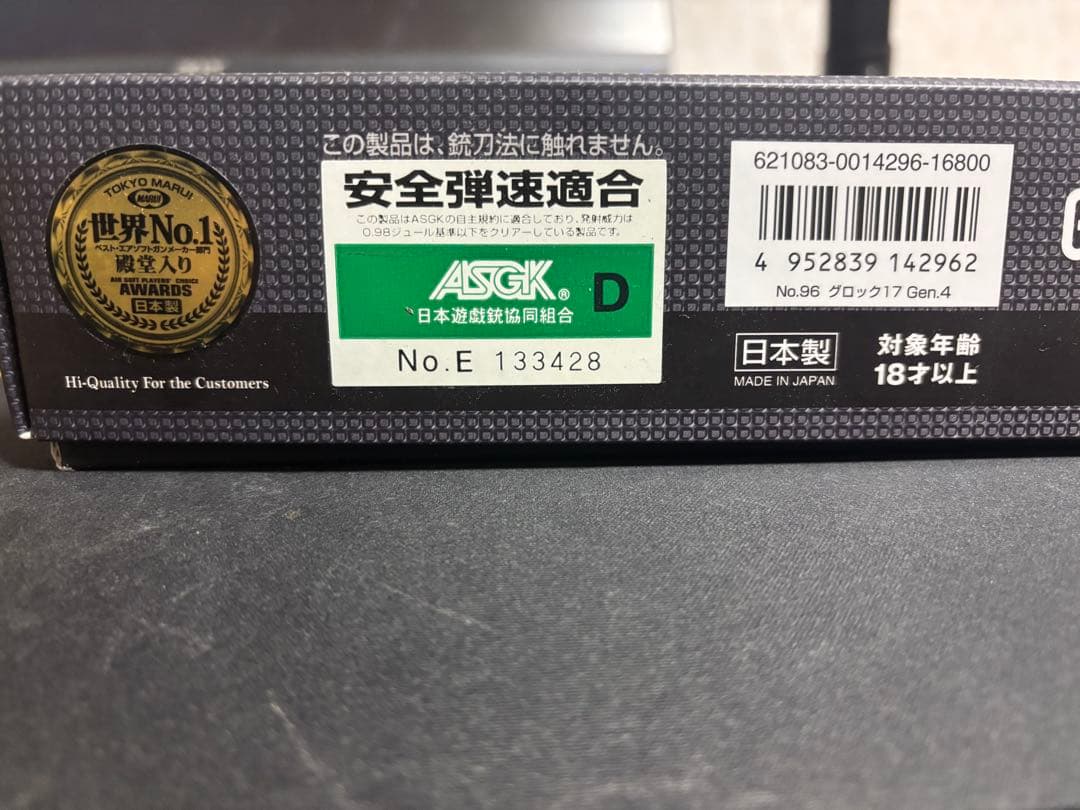 この製品は、銃刀法に触れません。
TOKYO MARUI
MARUI
世界No.1
ベスト・エアソフトガンメーカー部門
殿堂入り
AIR SOFT PLAYERS' CHOICE
AWARDS
日本製
Hi-Quality For the Customers
安全弾速適合
この製品はASGKの自主規約に適合しており、発射威力は
0.98ジュール基準以下をクリアーしている製品です。
ASGK® D
日本遊戯銃協同組合
No.E 133428
621083-0014296-16800
4 952839 142962
No.96 グロック17 Gen.4
日本製
MADE IN JAPAN
対象年齢
18才以上